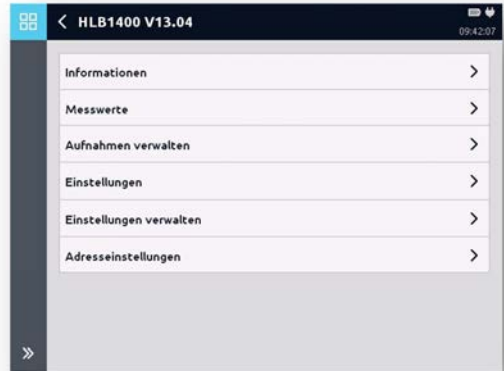 HLB1400 V13.04
09:42:07
Informationen
Messwerte
Aufnahmen verwalten
Einstellungen
Einstellungen verwalten
Adresseinstellungen